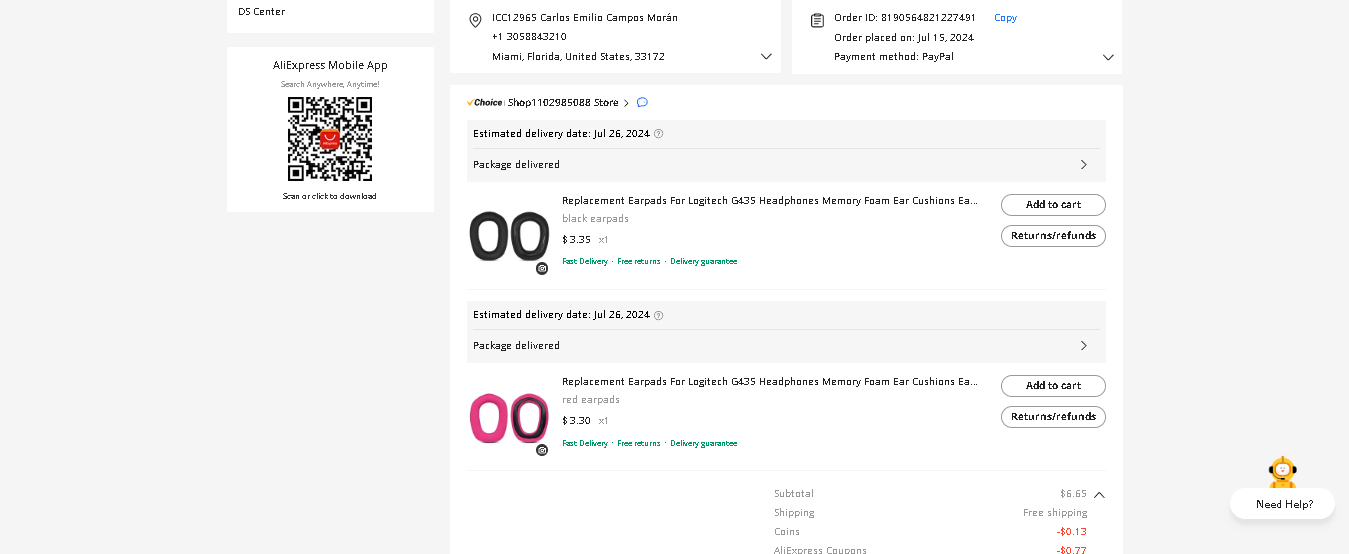 DS Center
AliExpress Mobile App
Search Anywhere, Anytime!
AliExpress
Scan or click to download
ICC12965 Carlos Emilio Campos Morán
+1 3058843210
Miami, Florida, United States, 33172
Order ID: 8190564821227491 Copy
Order placed on: Jul 15, 2024
Payment method: PayPal
Choice Shop1102985088 Store
Estimated delivery date: Jul 26, 2024
Package delivered
Replacement Earpads For Logitech G435 Headphones Memory Foam Ear Cushions Ea...
black earpads
$ 3.35 x1
Fast Delivery · Free returns · Delivery guarantee
Add to cart
Returns/refunds
Estimated delivery date: Jul 26, 2024
Package delivered
Replacement Earpads For Logitech G435 Headphones Memory Foam Ear Cushions Ea...
red earpads
$ 3.30 x1
Fast Delivery · Free returns · Delivery guarantee
Add to cart
Returns/refunds
Subtotal $6.65
Shipping Free shipping
Coins -$0.13
AliExpress Coupons -$0.77
Need Help?